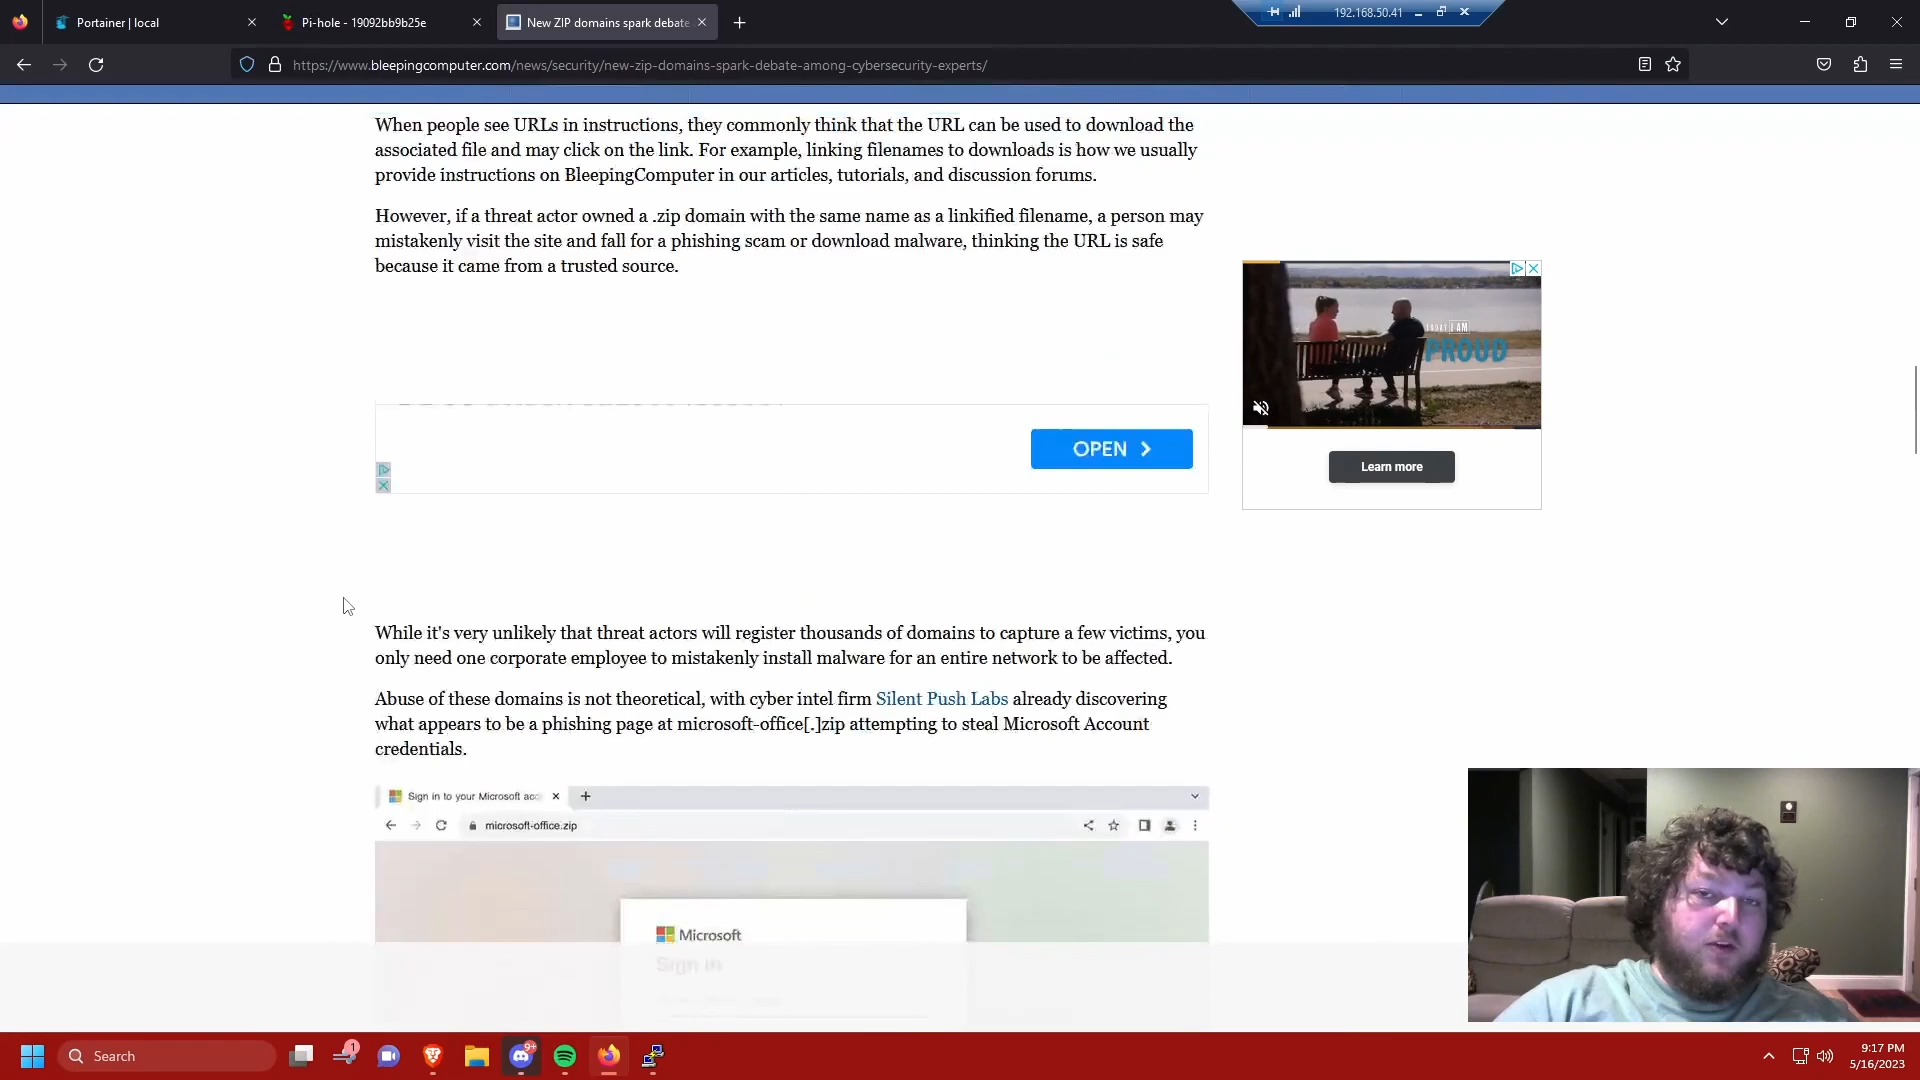 Portainer | local
Pi-hole - 19092bb9b25e
New ZIP domains spark debate
192.168.50.41
https://www.bleepingcomputer.com/news/security/new-zip-domains-spark-debate-among-cybersecurity-experts/
When people see URLs in instructions, they commonly think that the URL can be used to download the
associated file and may click on the link. For example, linking filenames to downloads is how we usually
provide instructions on BleepingComputer in our articles, tutorials, and discussion forums.
However, if a threat actor owned a .zip domain with the same name as a linkified filename, a person may
mistakenly visit the site and fall for a phishing scam or download malware, thinking the URL is safe
because it came from a trusted source.
TODAY I AM
PROUD
OPEN
Learn more
While it's very unlikely that threat actors will register thousands of domains to capture a few victims, you
only need one corporate employee to mistakenly install malware for an entire network to be affected.
Abuse of these domains is not theoretical, with cyber intel firm Silent Push Labs already discovering
what appears to be a phishing page at microsoft-office[.]zip attempting to steal Microsoft Account
credentials.
Sign in to your Microsoft acc
microsoft-office.zip
Microsoft
Sign in
Search
1
9+
9:17 PM
5/16/2023